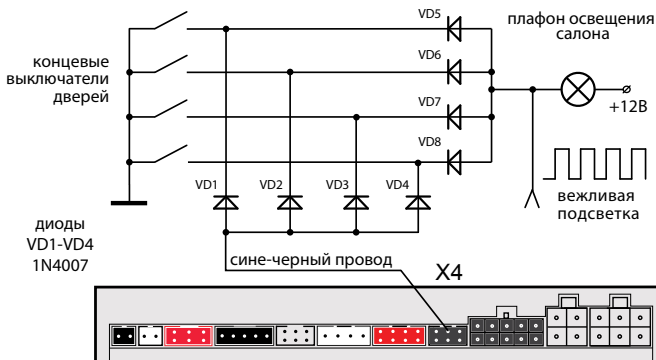 VD5
плафон освещения
салона
концевые
выключатели
дверей
VD6
+12В
VD7
VD8
VD1
VD2
VD3
VD4
вежливая
подсветка
диоды
VD1-VD4
1N4007
сине-черный провод
X4